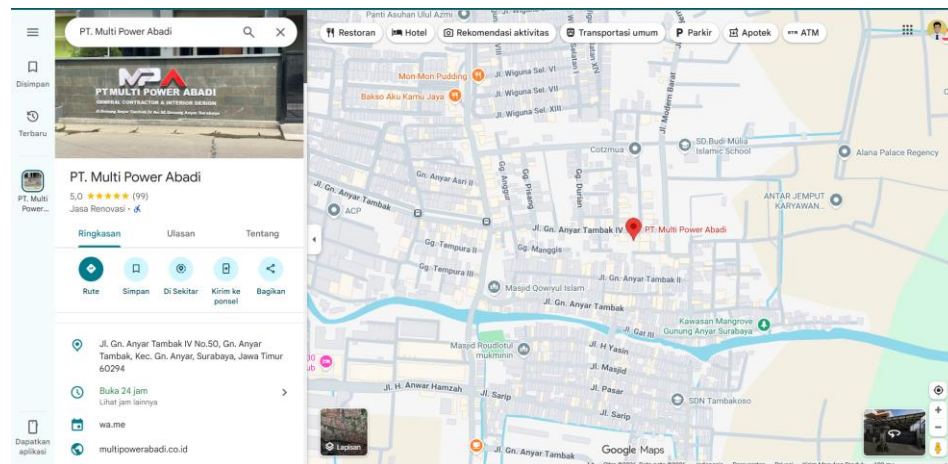 PT. Multi Power Abadi
Disimpan
Terbaru
PT. Multi
Power...
MPA
PT MULTI POWER ABADI
GENERAL CONTRACTOR & INTERIOR DESIGN
PT. Multi Power Abadi
5,0 ★★★★★ (99)
Jasa Renovasi ·
Ringkasan
Ulasan
Tentang
Rute
Simpan
Di Sekitar
Kirim ke
ponsel
Bagikan
Jl. Gn. Anyar Tambak IV No.50, Gn. Anyar
Tambak, Kec. Gn. Anyar, Surabaya, Jawa Timur
60294
Buka 24 jam
Lihat jam lainnya
wa.me
multipowerabadi.co.id
Dapatkan
aplikasi
Panti Asuhan Ulul Azmi
Restoran
Hotel
Rekomendasi aktivitas
Transportasi umum
Parkir
Apotek
ATM
Mon-Mon Pudding
Jl. Wiguna Sel. VI
Bakso Aku Kamu Jaya
Jl. Wiguna Sel. XII
Jl. Wiguna Sel. XIII
Jl. Modern Barat
Cotzmua
SD Budi Mulia
Islamic School
Alana Palace Regency
Gn. Anyar Asri II
Gg. Anggur
Gg. Pisang
Gg. Durian
Jl. Gn. Anyar Tambak
ACP
ANTAR JEMPUT
KARYAWAN...
Jl. Gn. Anyar Tambak IV
PT. Multi Power Abadi
Gg. Tempura II
Gg. Manggis
Gg. Tempura III
Jl. Gn. Anyar Tambak II
Masjid Qowiyul Islam
Jl. Gn. Anyar Tambak
Kawasan Mangrove
Gunung Anyar Surabaya
Jl. Gat III
Masjid Roudlotul
mukminin
Jl. H Yasin
Jl. Masjid
Jl. H. Anwar Hamzah
Jl. Sarip
Jl. Pasar
SDN Tambakoso
Jl. Sarip
Lapisan
Jl. Gn. Anyar Tambak
Google Maps